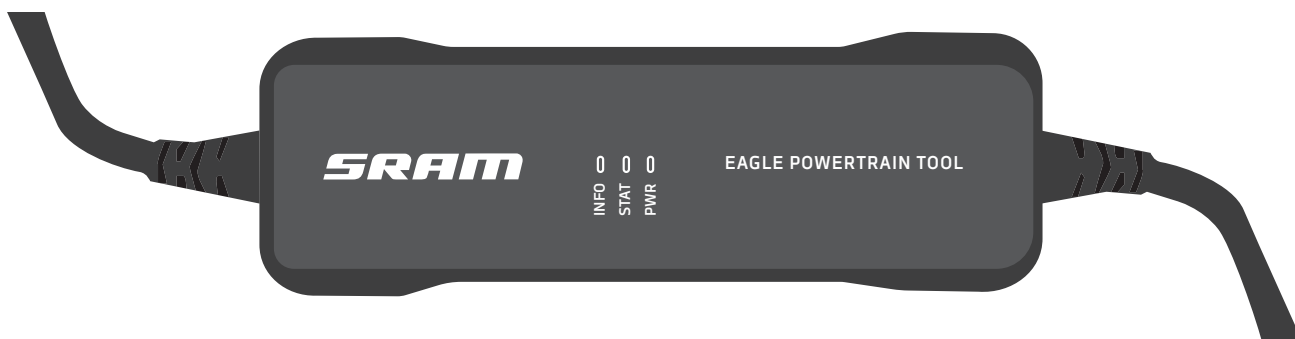 SRAM
INFO
STAT
PWR
EAGLE POWERTRAIN TOOL